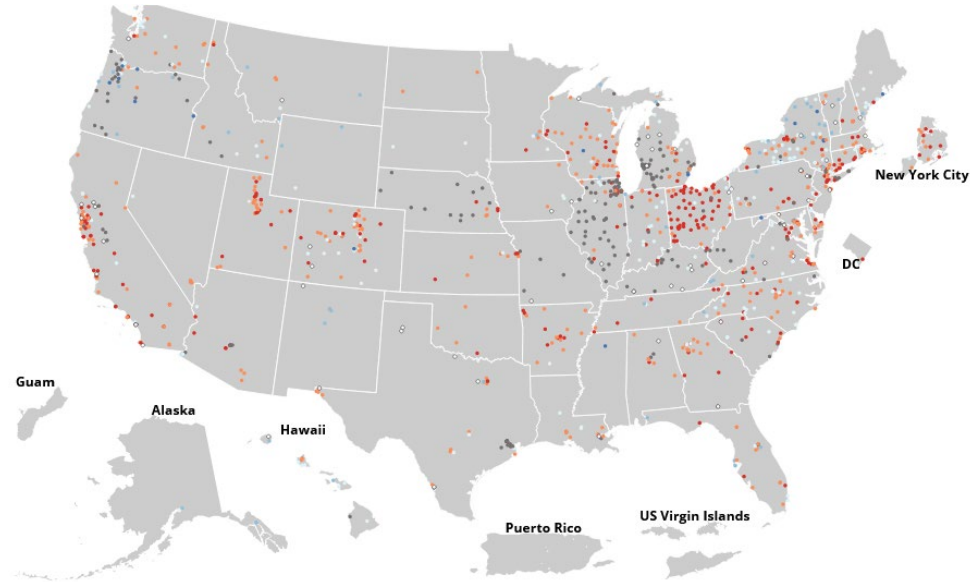 New York City
DC
Guam
Alaska
Hawaii
US Virgin Islands
Puerto Rico